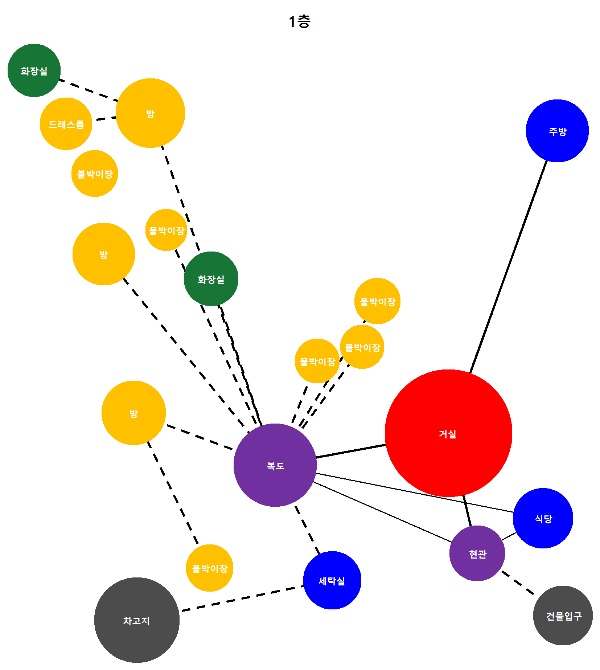 1층
화장실
방
드레스룸
주방
붙박이장
붙박이장
방
화장실
붙박이장
붙박이장
붙박이장
방
거실
복도
식당
현관
붙박이장
세탁실
차고지
건물입구